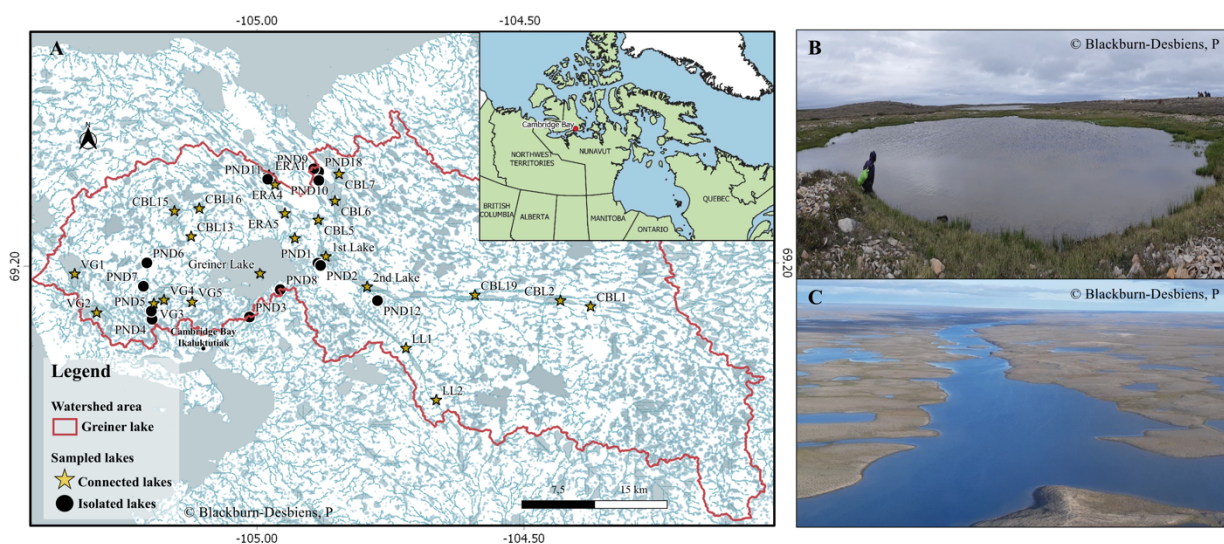 -105.00
-104.50
A
N
© Blackburn-Desbiens, P
B
Cambridge Bay
NORTHWEST
TERRITORIES
NUNAVUT
BRITISH
COLUMBIA
ALBERTA
MANITOBA
ONTARIO
QUEBEC
PND9
ERA1
PND18
PND11
CBL7
ERA4
PND10
CBL15
CBL16
CBL6
ERA5
CBL5
CBL13
1st Lake
PND1
PND6
69.20
69.20
VG1
PND7
Greiner Lake
PND2
PND8
2nd Lake
CBL19
CBL2
CBL1
VG4
PND5
VG5
VG2
VG3
PND3
PND12
PND4
Cambridge Bay
Ikaluktutiak
LL1
LL2
Legend
Watershed area
Greiner lake
Sampled lakes
Connected lakes
Isolated lakes
© Blackburn-Desbiens, P
7,5
15 km
-105.00
-104.50
C
© Blackburn-Desbiens, P